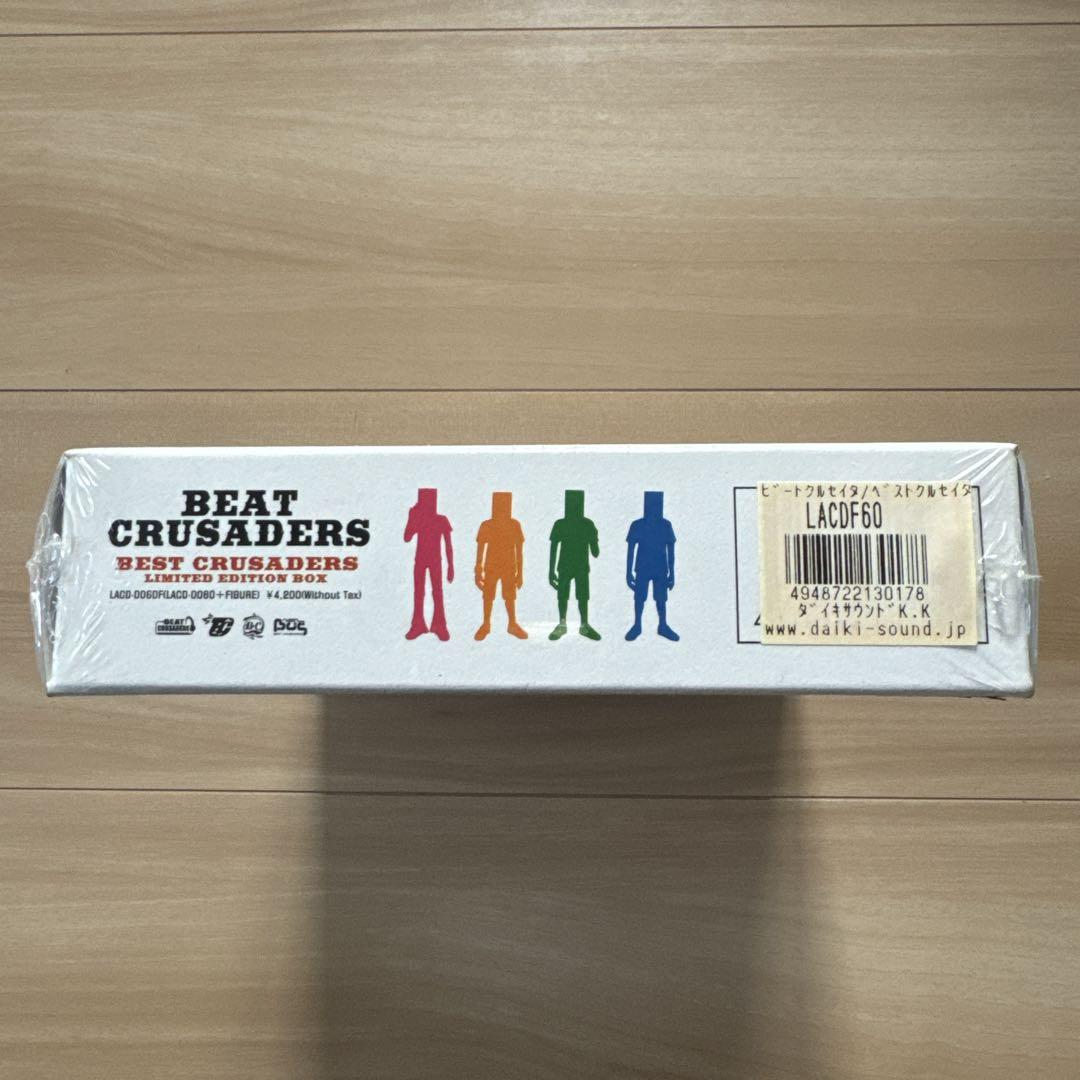 BEAT
CRUSADERS
BEST CRUSADERS
LIMITED EDITION BOX
LACD-0060F(LACD-0060+FIBURE) ¥4,200(Without Tax)
BEAT
CRUSADERS
ビートクルセイダ/ベストクルセイダ
LACDF60
4948722130178
ダイキサウンドK.K
www.daiki-sound.jp